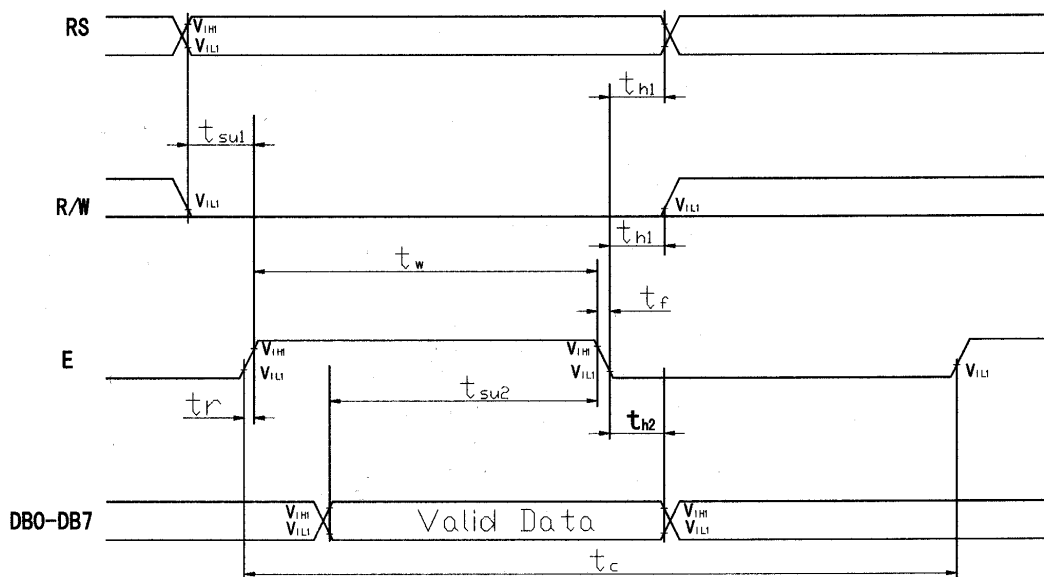 RS
VIH1
VIL1
th1
tsu1
R/W
VIL1
VIL1
th1
tw
tf
E
VIH1
VIL1
VIH1
VIL1
VIL1
tr
tsu2
th2
DB0-DB7
VIH1
VIL1
Valid Data
VIH1
VIL1
tc